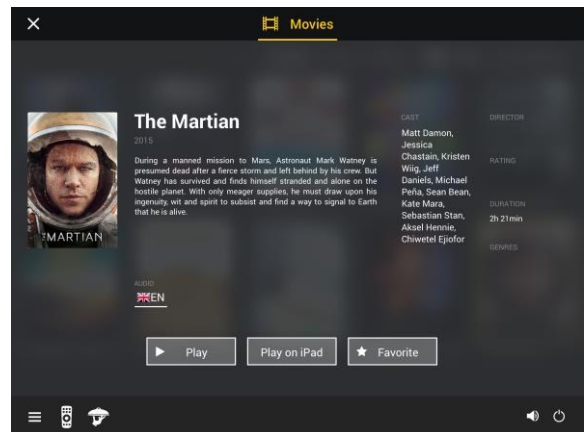 Movies
The Martian
2015
During a manned mission to Mars, Astronaut Mark Watney is
presumed dead after a fierce storm and left behind by his crew. But
Watney has survived and finds himself stranded and alone on the
hostile planet. With only meager supplies, he must draw upon his
ingenuity, wit and spirit to subsist and find a way to signal to Earth
that he is alive.
AUDIO
EN
CAST
Matt Damon,
Jessica
Chastain, Kristen
Wiig, Jeff
Daniels, Michael
Peña, Sean Bean,
Kate Mara,
Sebastian Stan,
Aksel Hennie,
Chiwetel Ejiofor
DIRECTOR
RATING
DURATION
2h 21min
GENRES
THE MARTIAN
Play
Play on iPad
Favorite